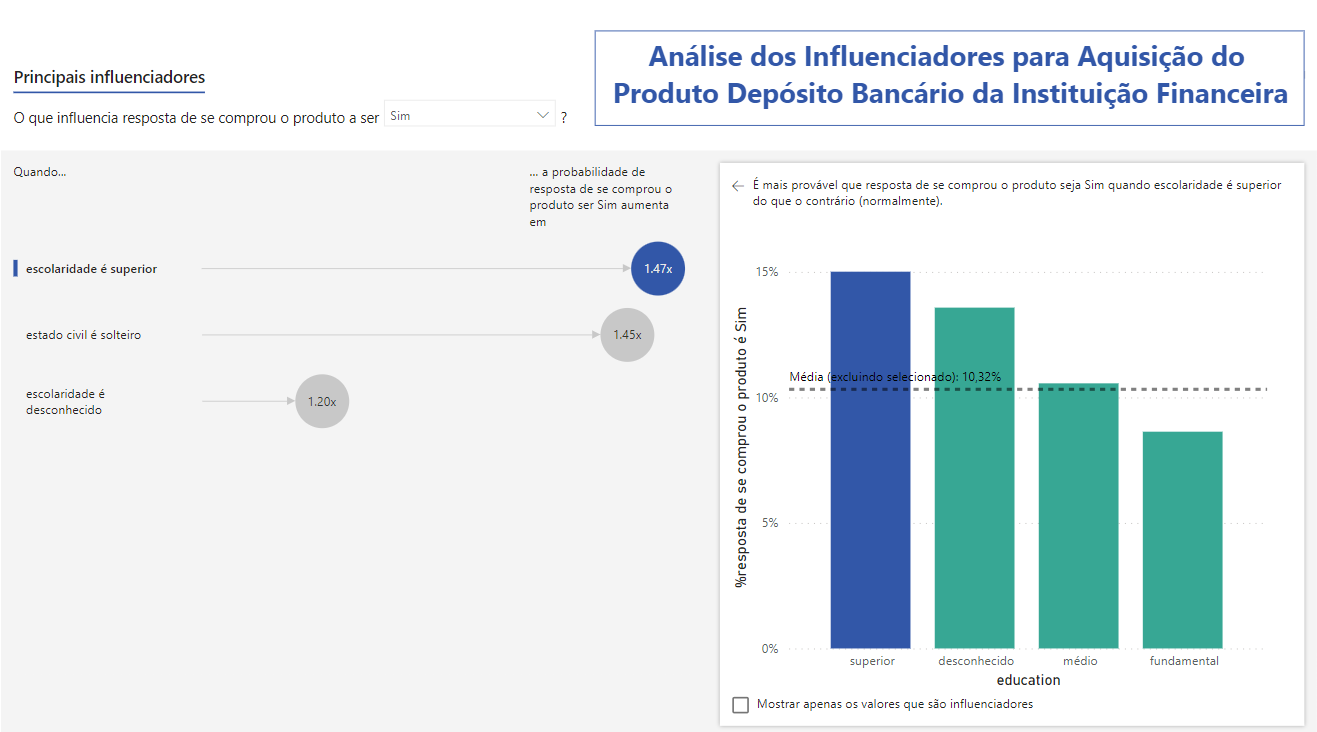 Análise dos Influenciadores para Aquisição do
Produto Depósito Bancário da Instituição Financeira
Principais influenciadores
O que influencia resposta de se comprou o produto a ser Sim ?
Quando...
... a probabilidade de
resposta de se comprou o
produto ser Sim aumenta
em
escolaridade é superior
1.47x
estado civil é solteiro
1.45x
escolaridade é
desconhecido
1.20x
É mais provável que resposta de se comprou o produto seja Sim quando escolaridade é superior
do que o contrário (normalmente).
%resposta de se comprou o produto é Sim
15%
Média (excluindo selecionado): 10,32%
10%
5%
0%
superior desconhecido médio fundamental
education
Mostrar apenas os valores que são influenciadores